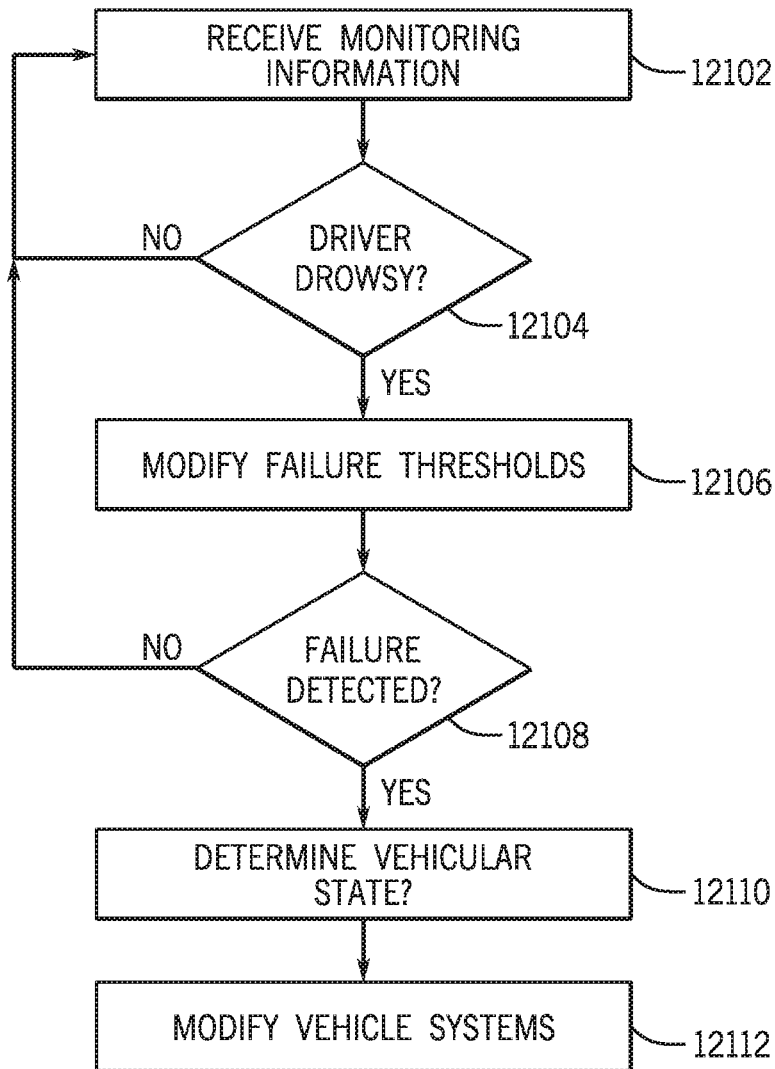 RECEIVE MONITORING
INFORMATION
12102
NO
DRIVER
DROWSY?
12104
YES
MODIFY FAILURE THRESHOLDS
12106
NO
FAILURE
DETECTED?
12108
YES
DETERMINE VEHICULAR
STATE?
12110
MODIFY VEHICLE SYSTEMS
12112